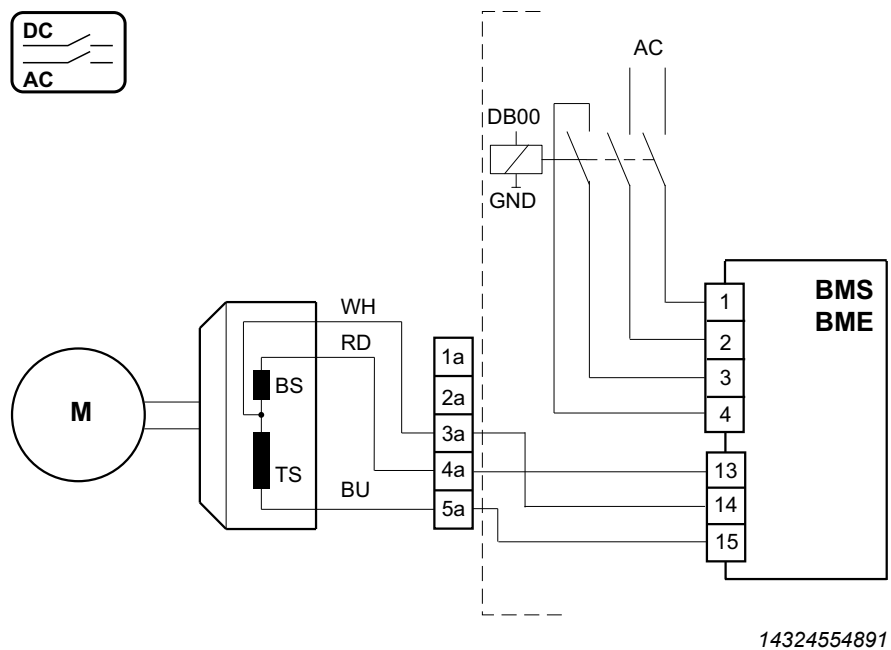 DC
AC
AC
DB00
GND
BMS
BME
1
2
3
4
13
14
15
WH
RD
BS
TS
BU
M
1a
2a
3a
4a
5a
14324554891